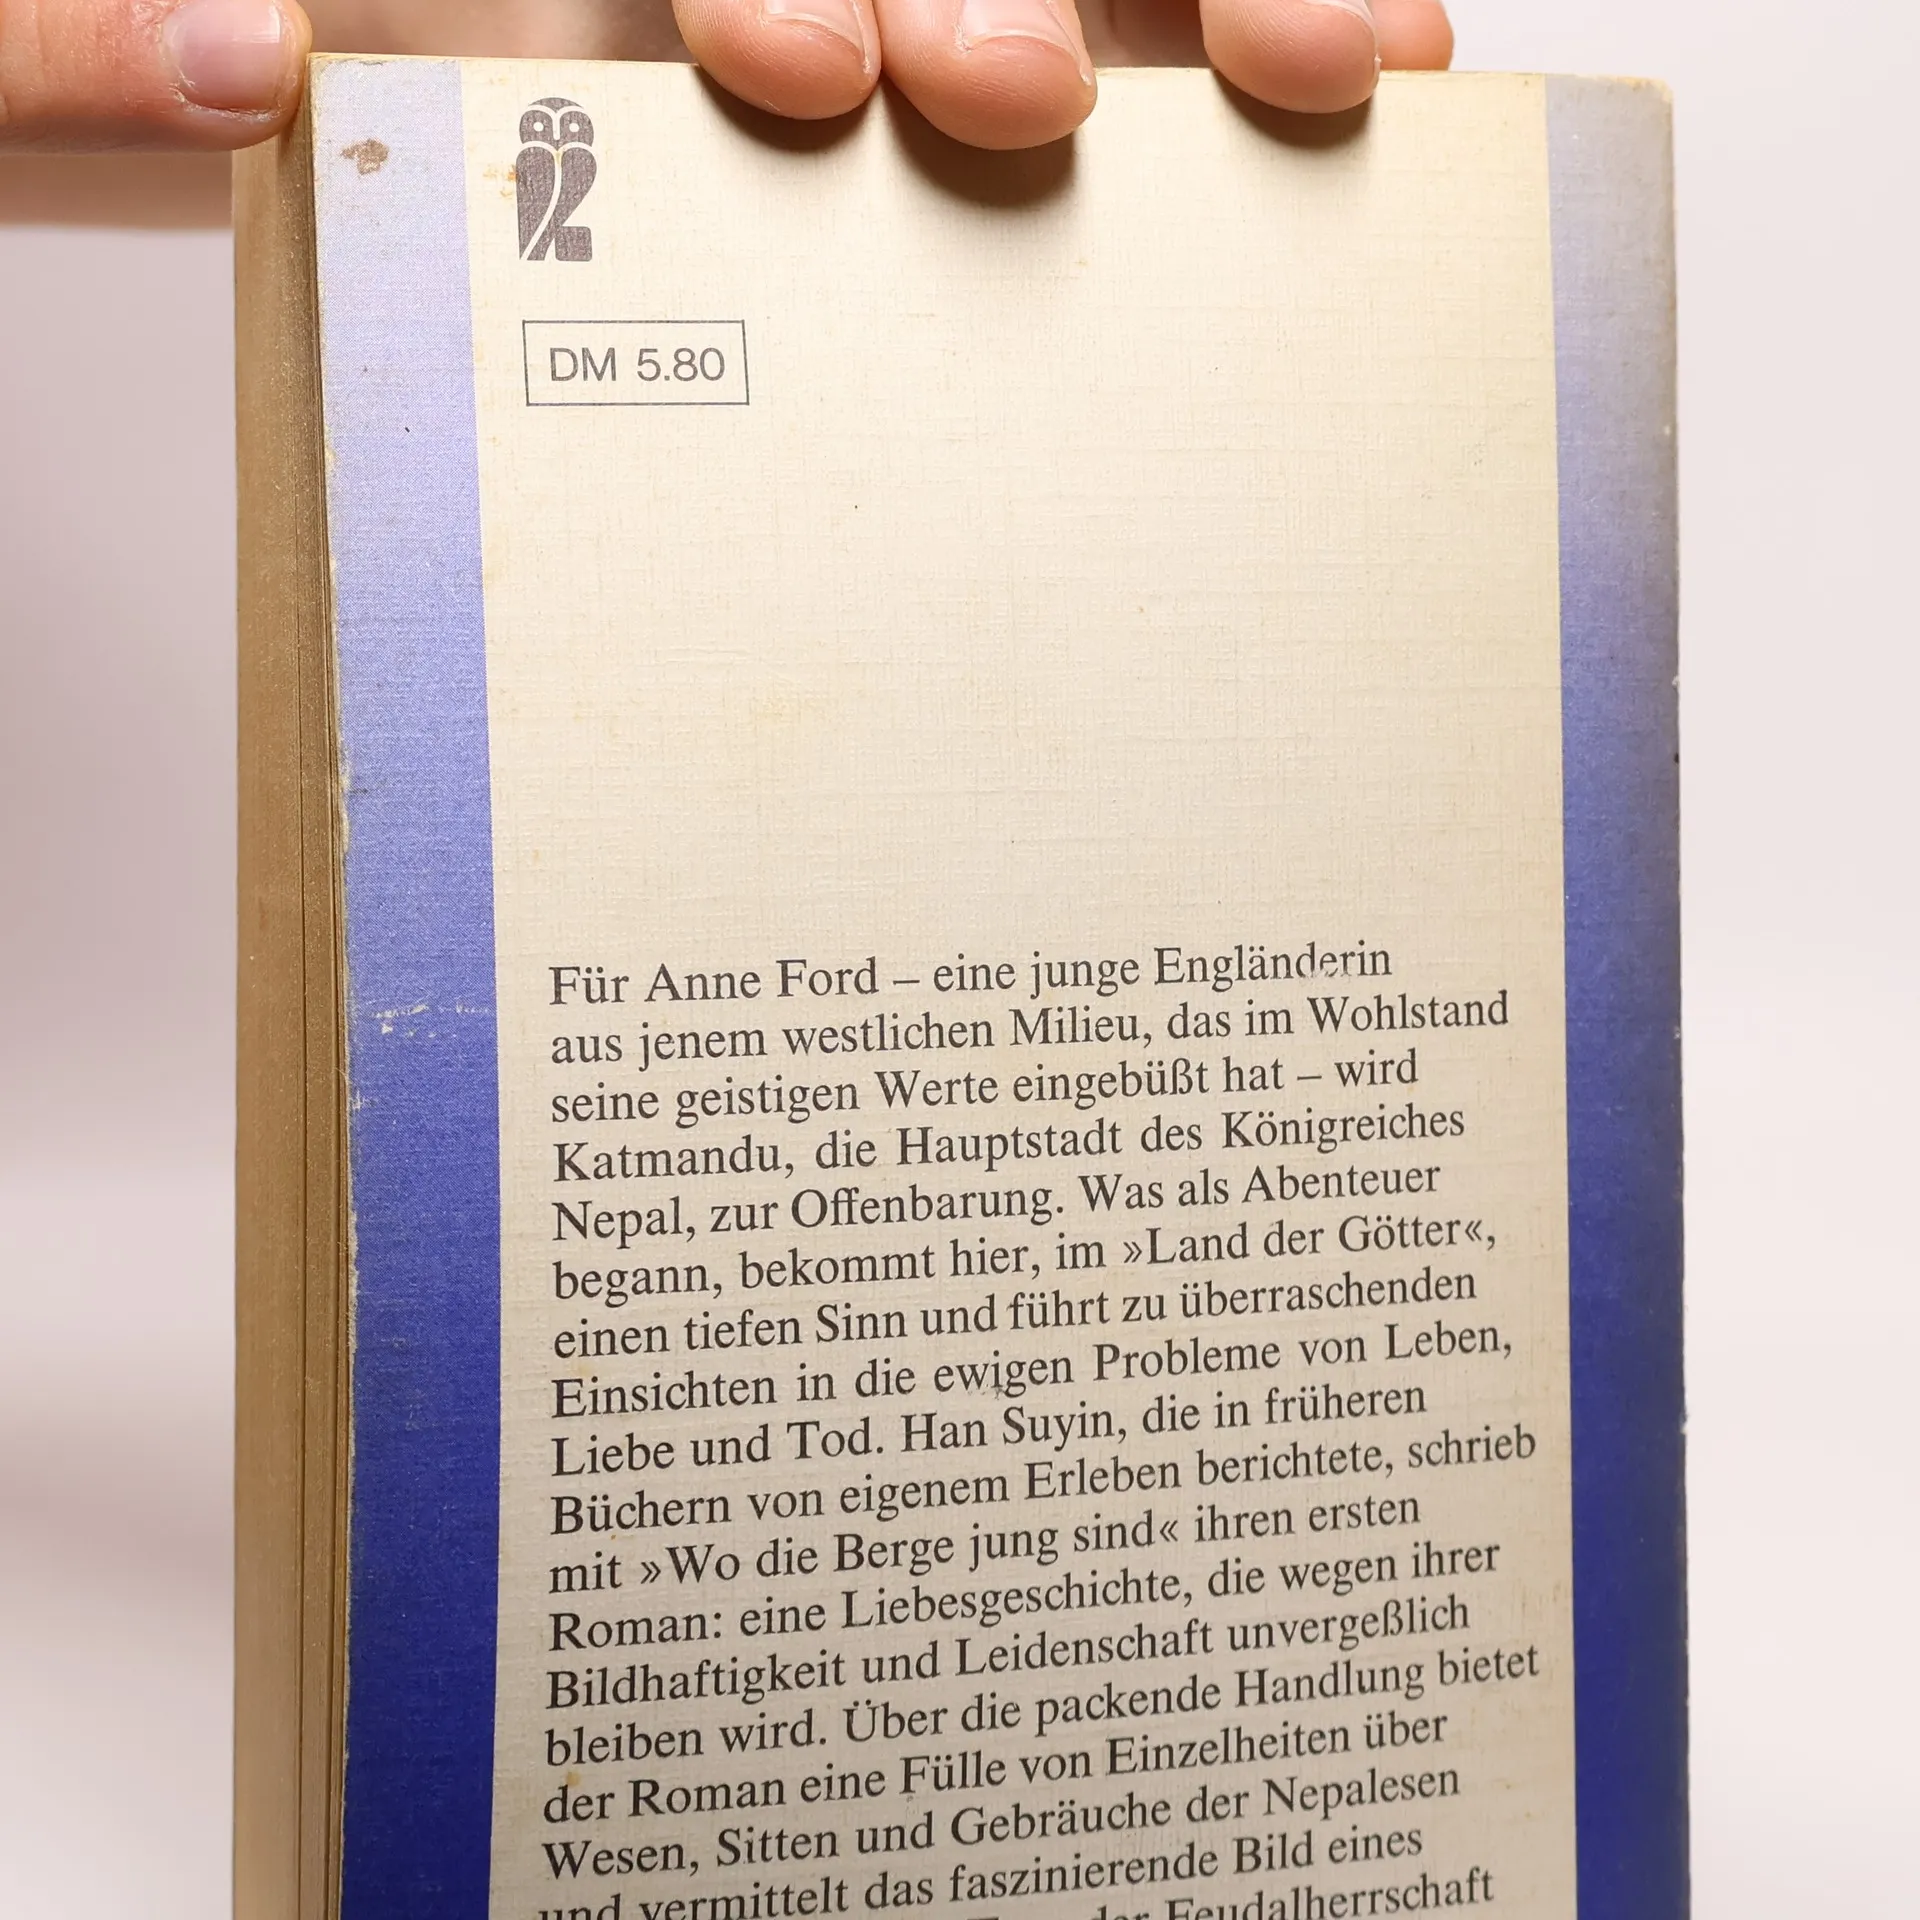 DM 5.80
Für Anne Ford – eine junge Engländerin
aus jenem westlichen Milieu, das im Wohlstand
seine geistigen Werte eingebüßt hat – wird
Katmandu, die Hauptstadt des Königreiches
Nepal, zur Offenbarung. Was als Abenteuer
begann, bekommt hier, im »Land der Götter«,
einen tiefen Sinn und führt zu überraschenden
Einsichten in die ewigen Probleme von Leben,
Liebe und Tod. Han Suyin, die in früheren
Büchern von eigenem Erleben berichtete, schrieb
mit »Wo die Berge jung sind« ihren ersten
Roman: eine Liebesgeschichte, die wegen ihrer
Bildhaftigkeit und Leidenschaft unvergeßlich
bleiben wird. Über die packende Handlung bietet
der Roman eine Fülle von Einzelheiten über
Wesen, Sitten und Gebräuche der Nepalesen
und vermittelt das faszinierende Bild eines
der Feudalherrschaft